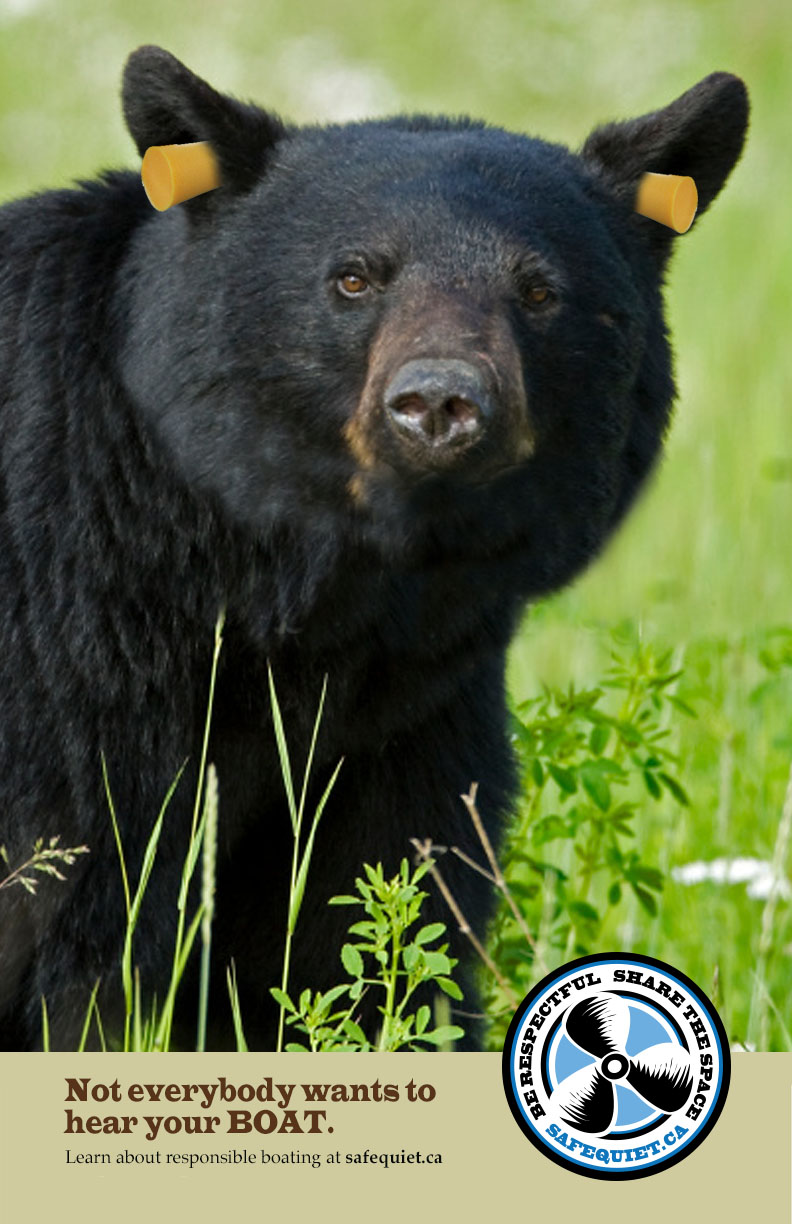 Not everybody wants to
hear your BOAT.
Learn about responsible boating at safequiet.ca
BE RESPECTFUL SHARE THE SPACE
SAFEQUIET.CA